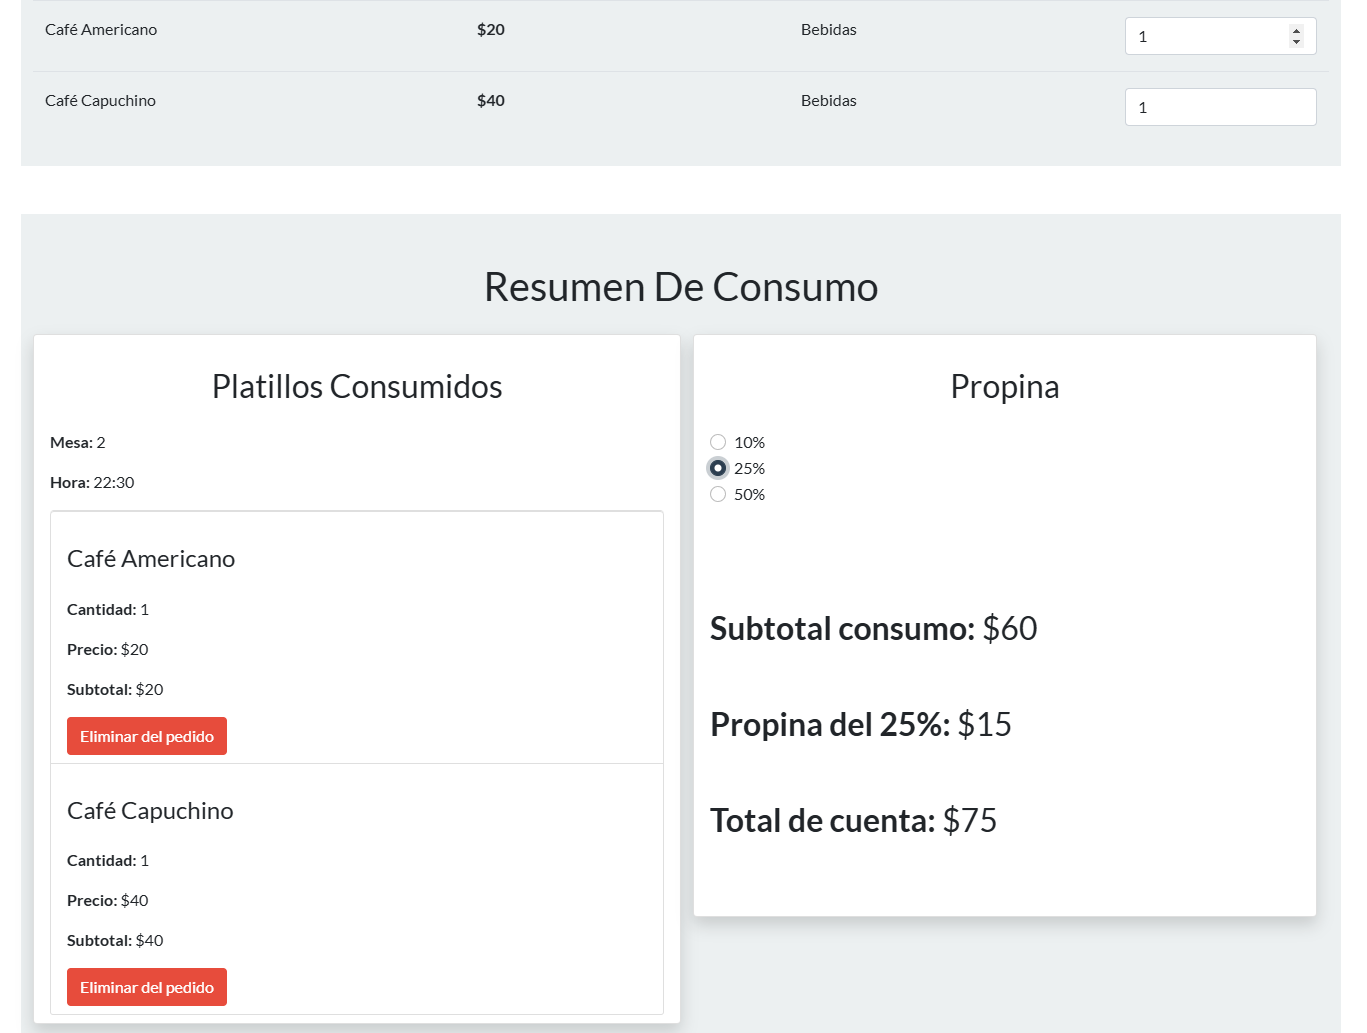 Café Americano $20 Bebidas 1
Café Capuchino $40 Bebidas 1
Resumen De Consumo
Platillos Consumidos
Mesa: 2
Hora: 22:30
Café Americano
Cantidad: 1
Precio: $20
Subtotal: $20
Eliminar del pedido
Café Capuchino
Cantidad: 1
Precio: $40
Subtotal: $40
Eliminar del pedido
Propina
10%
25%
50%
Subtotal consumo: $60
Propina del 25%: $15
Total de cuenta: $75